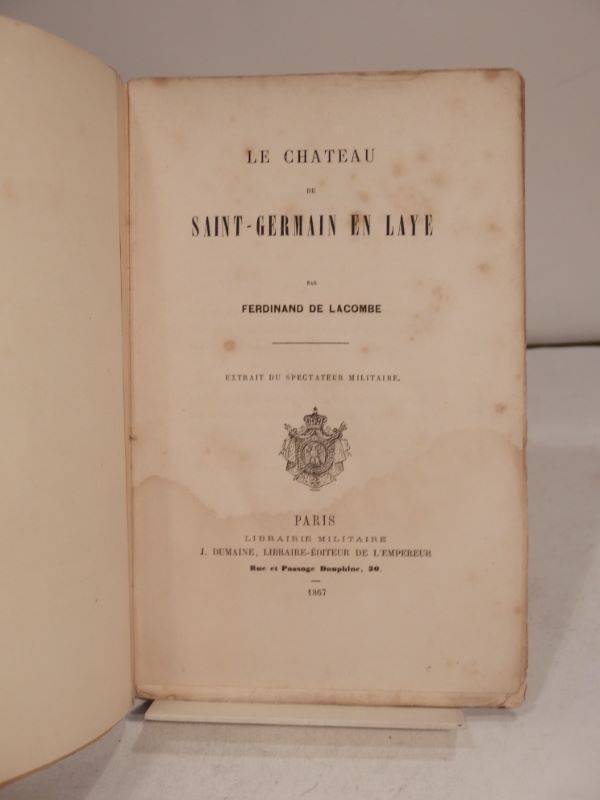 LE CHATEAU
DE
SAINT-GERMAIN EN LAYE
PAR
FERDINAND DE LACOMBE
EXTRAIT DU SPECTATEUR MILITAIRE.
PARIS
LIBRAIRIE MILITAIRE
J. DUMAINE, LIBRAIRE-ÉDITEUR DE L'EMPEREUR
Rue et Passage Dauphine, 30.
1867